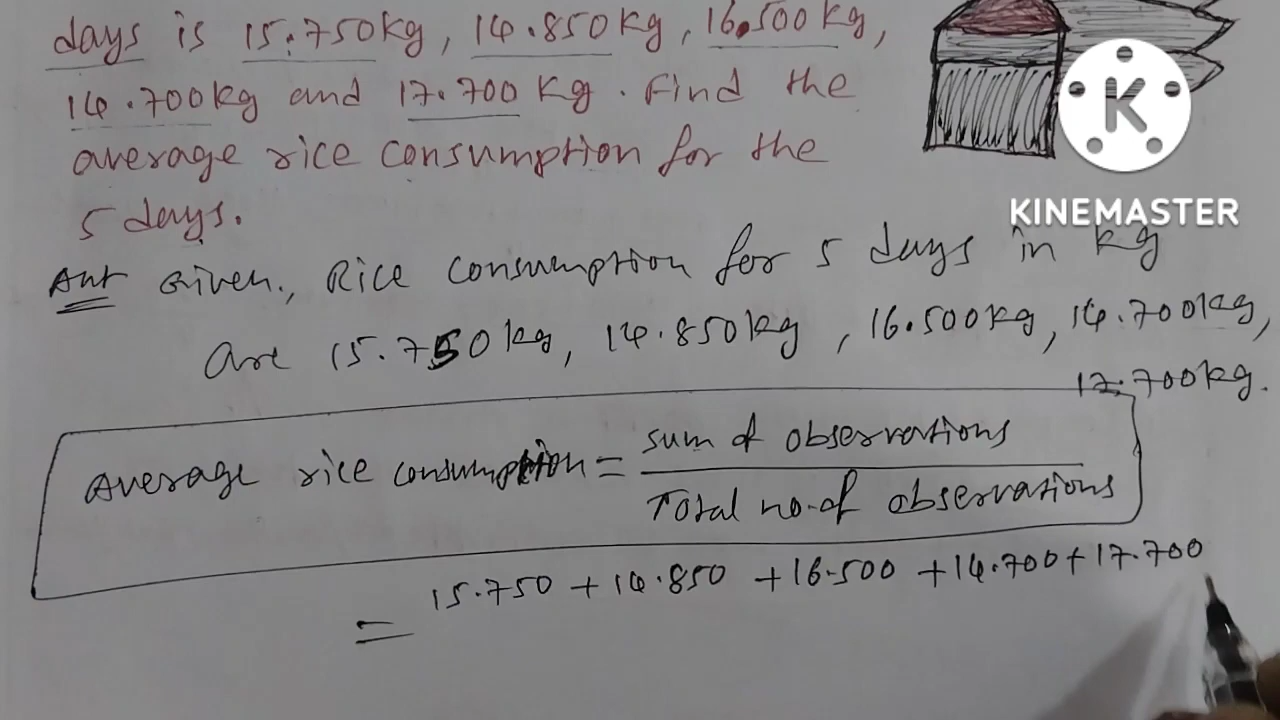 days is 15.750kg, 14.850kg, 16.500kg,
14.700kg and 17.700 kg. Find the
average rice consumption for the
5 days.
K
KINEMASTER
Ans Given, Rice consumption for 5 days in kg
are 15.750kg, 14.850kg, 16.500kg, 14.700kg,
17.700kg.
Average rice consumption = sum of observations
Total no. of observations
= 15.750 + 14.850 + 16.500 + 14.700 + 17.700